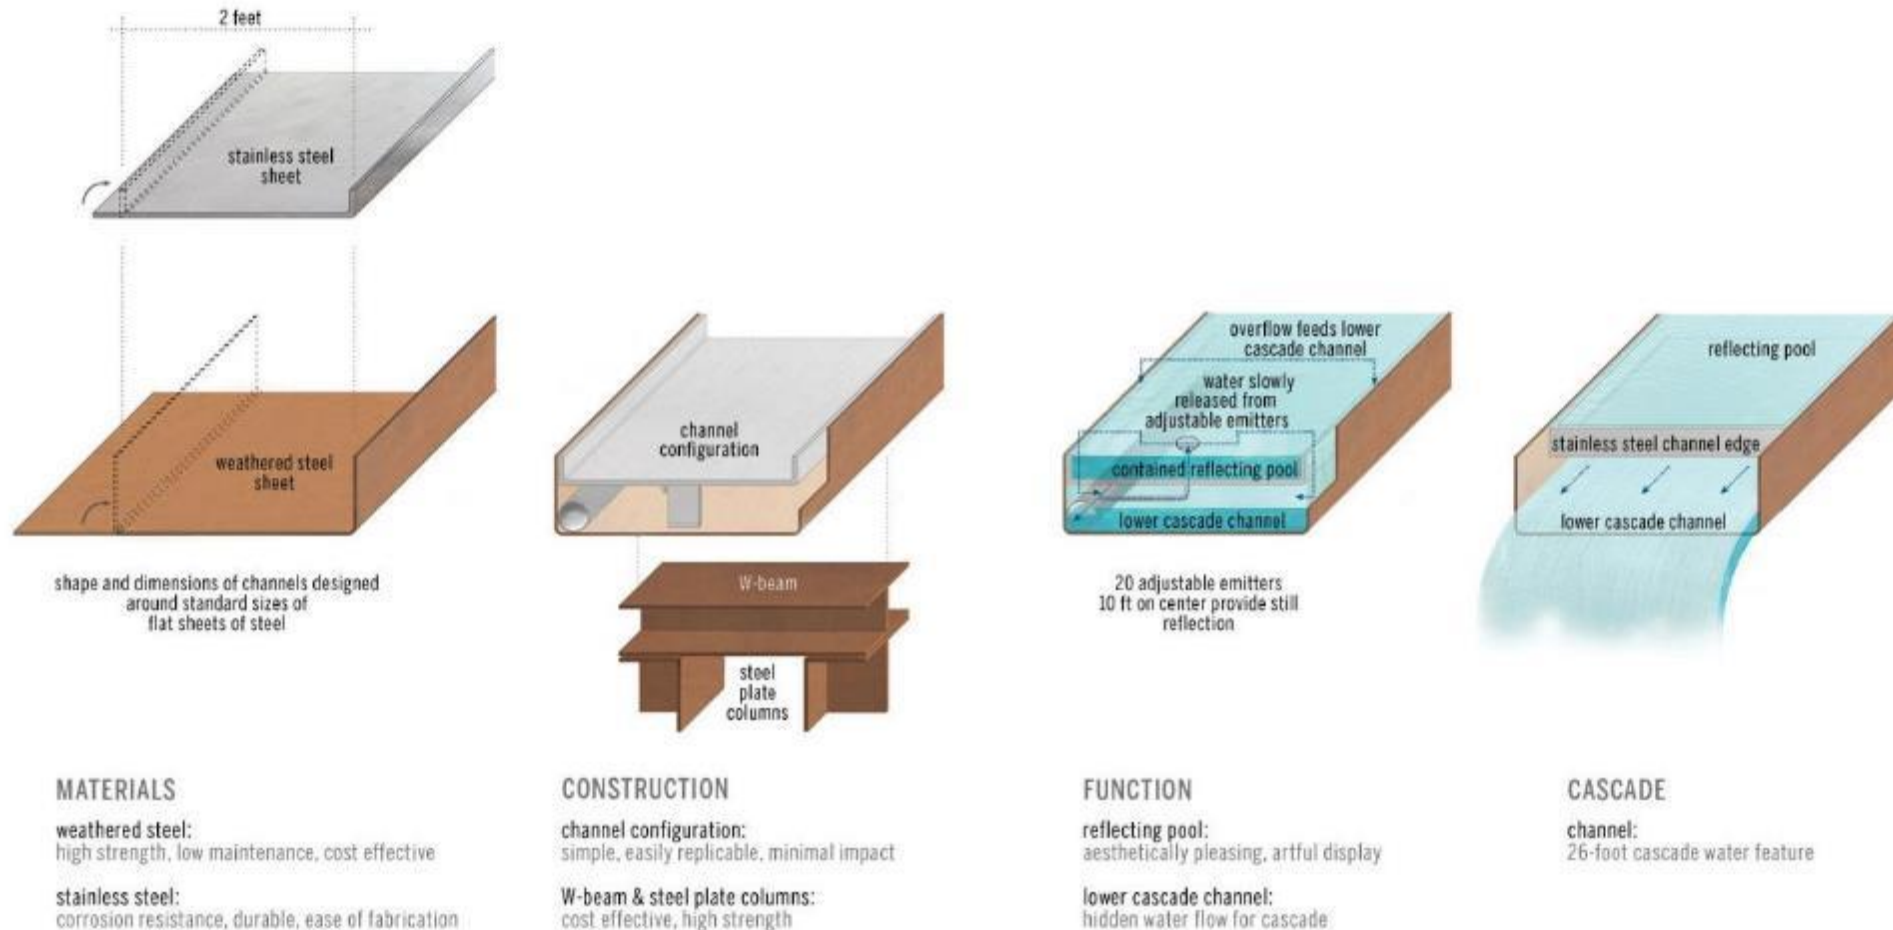 2 feet
stainless steel
sheet
weathered steel
sheet
shape and dimensions of channels designed
around standard sizes of
flat sheets of steel
channel
configuration
W-beam
steel
plate
columns
overflow feeds lower
cascade channel
water slowly
released from
adjustable emitters
contained reflecting pool
lower cascade channel
20 adjustable emitters
10 ft on center provide still
reflection
reflecting pool
stainless steel channel edge
lower cascade channel
MATERIALS
weathered steel:
high strength, low maintenance, cost effective
stainless steel:
corrosion resistance, durable, ease of fabrication
CONSTRUCTION
channel configuration:
simple, easily replicable, minimal impact
W-beam & steel plate columns:
cost effective, high strength
FUNCTION
reflecting pool:
aesthetically pleasing, artful display
lower cascade channel:
hidden water flow for cascade
CASCADE
channel:
26-foot cascade water feature